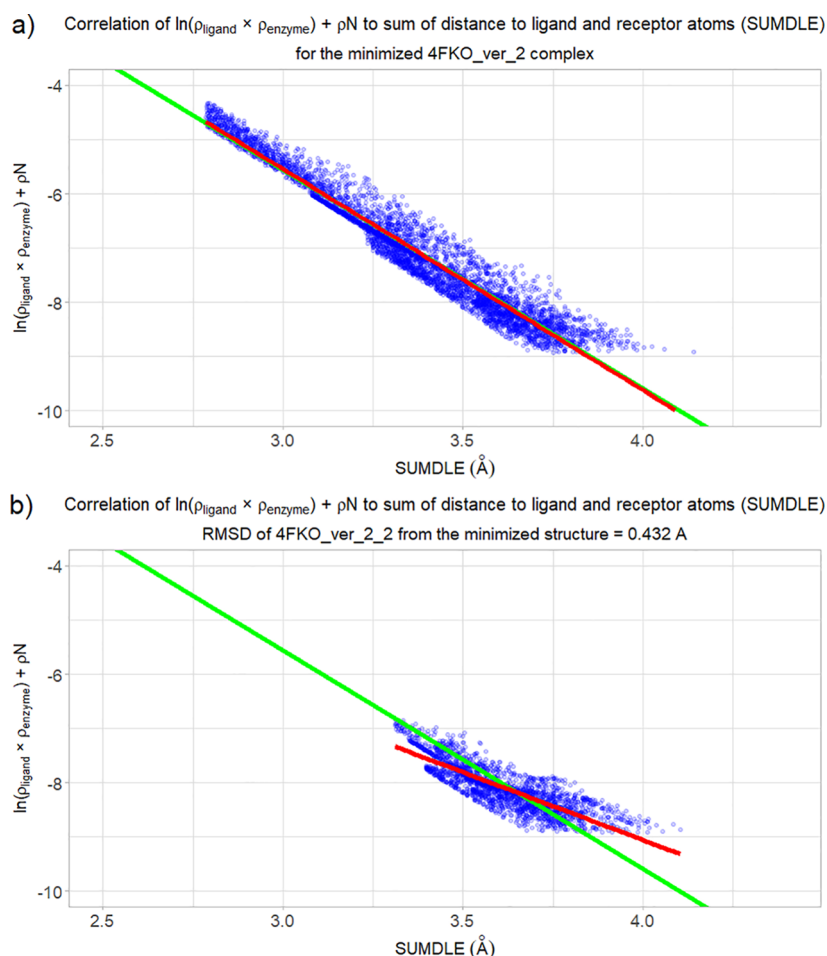 a)
Correlation of ln(ρligand × ρenzyme) + ρN to sum of distance to ligand and receptor atoms (SUMDLE)
for the minimized 4FKO_ver_2 complex
ln(ρligand × ρenzyme) + ρN
-4
-6
-8
-10
2.5 3.0 3.5 4.0
SUMDLE (Å)
b)
Correlation of ln(ρligand × ρenzyme) + ρN to sum of distance to ligand and receptor atoms (SUMDLE)
RMSD of 4FKO_ver_2_2 from the minimized structure = 0.432 A
ln(ρligand × ρenzyme) + ρN
-4
-6
-8
-10
2.5 3.0 3.5 4.0
SUMDLE (Å)